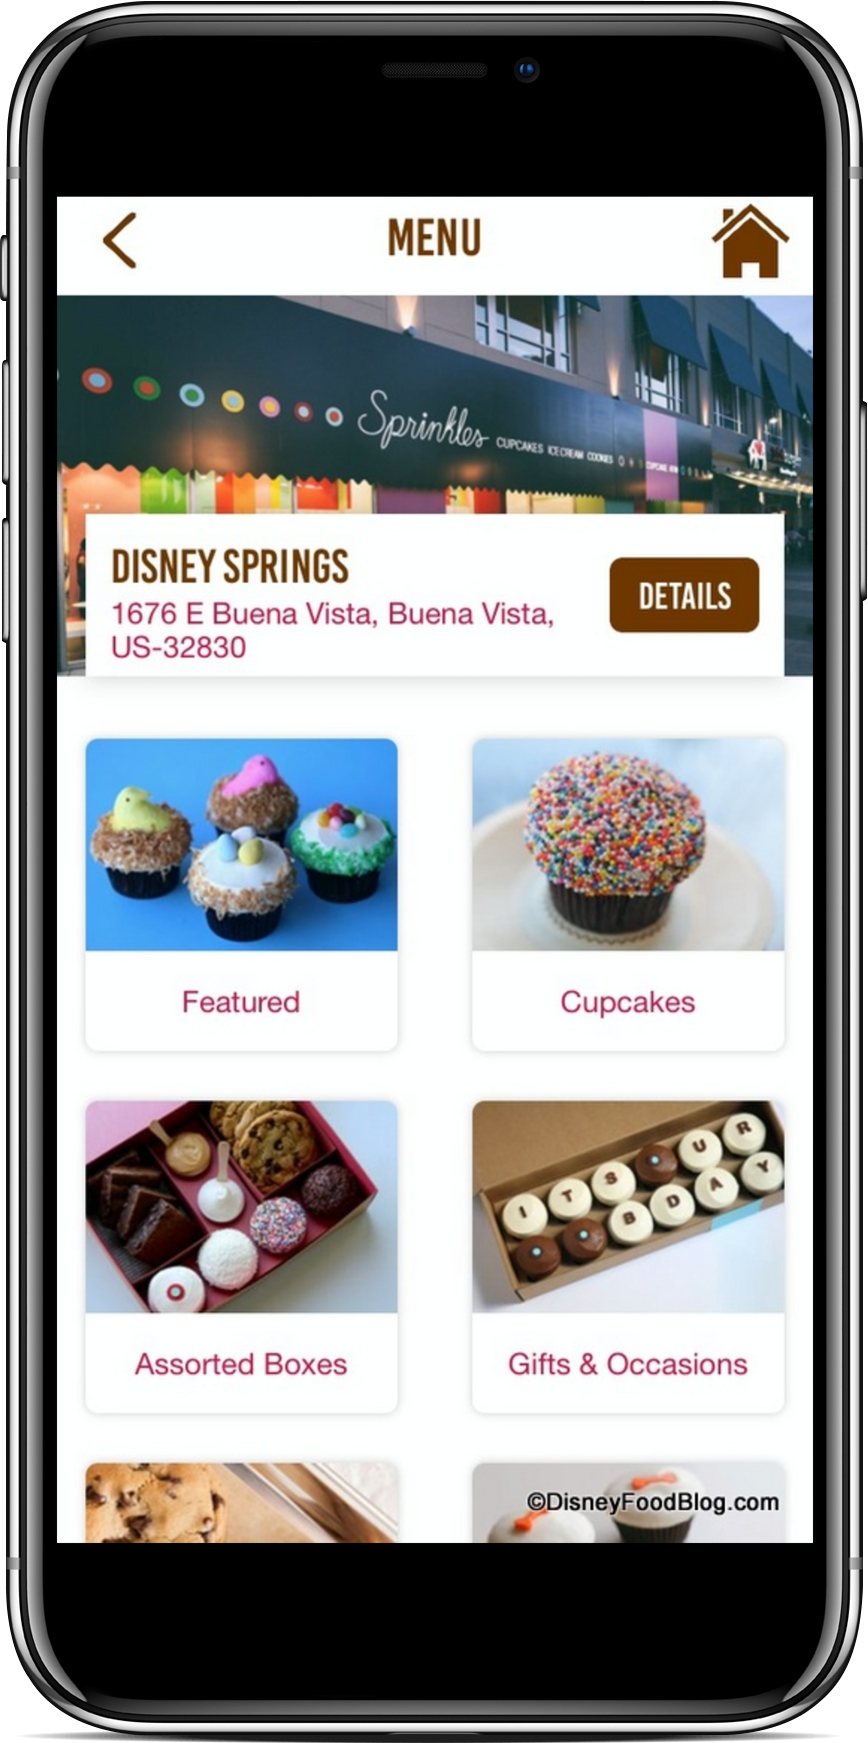 MENU
Sprinkles CUPCAKES ICE CREAM COOKIES
DISNEY SPRINGS
1676 E Buena Vista, Buena Vista,
US-32830
DETAILS
Featured
Cupcakes
I T S U R
B D A Y
Assorted Boxes
Gifts & Occasions
©DisneyFoodBlog.com